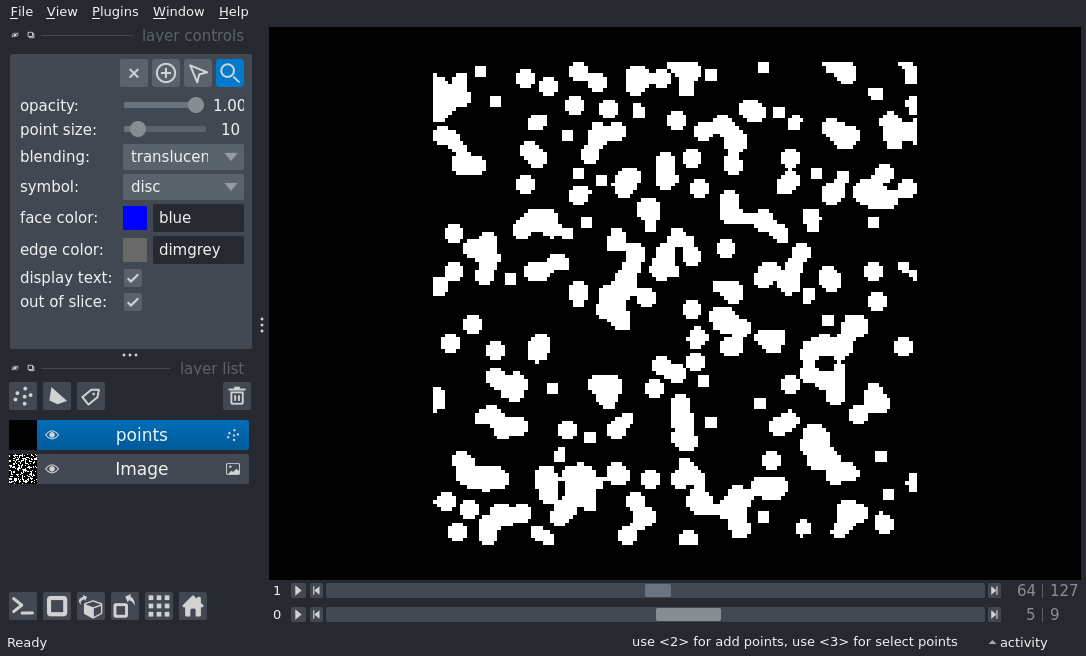 File View Plugins Window Help
layer controls
opacity: 1.00
point size: 10
blending: translucen
symbol: disc
face color: blue
edge color: dimgrey
display text:
out of slice:
layer list
points
Image
1 64 | 127
0 5 | 9
Ready use <2> for add points, use <3> for select points activity